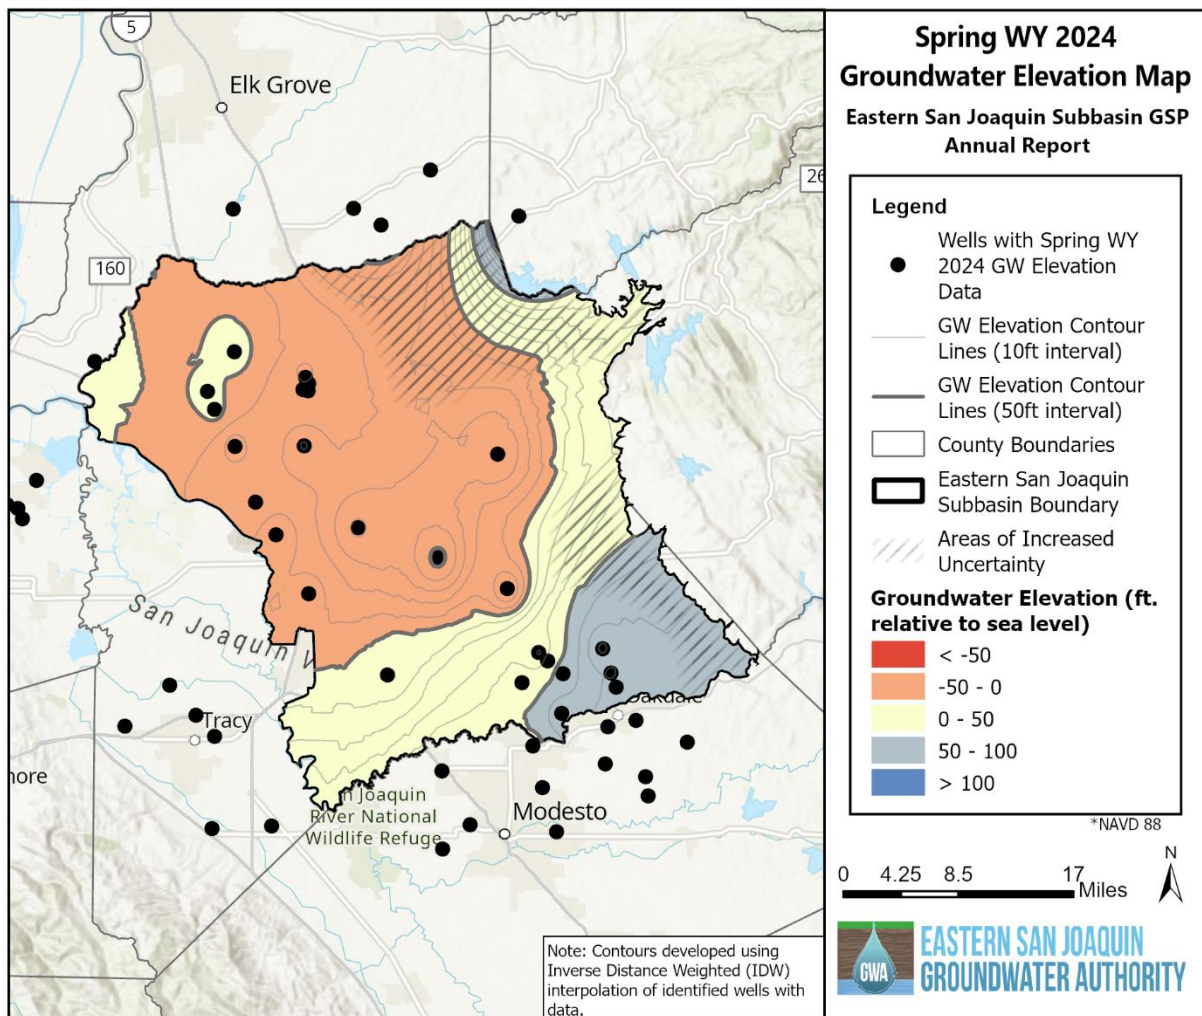 5
Elk Grove
26
160
San Joaquin V
Tracy
Oakdale
more
n Joaquin
River National
Wildlife Refuge
Modesto
Note: Contours developed using
Inverse Distance Weighted (IDW)
interpolation of identified wells with
data.
Spring WY 2024
Groundwater Elevation Map
Eastern San Joaquin Subbasin GSP
Annual Report
Legend
Wells with Spring WY
2024 GW Elevation
Data
GW Elevation Contour
Lines (10ft interval)
GW Elevation Contour
Lines (50ft interval)
County Boundaries
Eastern San Joaquin
Subbasin Boundary
Areas of Increased
Uncertainty
Groundwater Elevation (ft.
relative to sea level)
< -50
-50 - 0
0 - 50
50 - 100
> 100
*NAVD 88
0 4.25 8.5 17
Miles
N
GWA
EASTERN SAN JOAQUIN
GROUNDWATER AUTHORITY